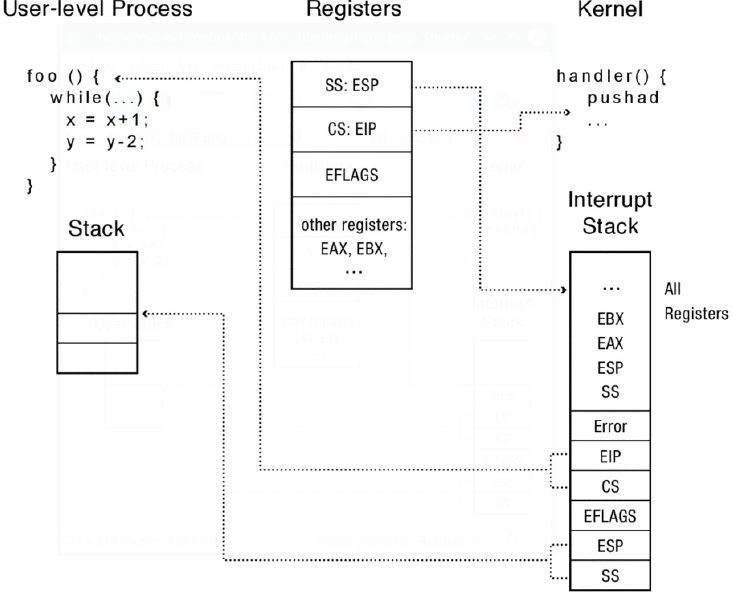 User-level Process
Registers
Kernel
foo () {
while(...) {
x = x+1;
y = y-2;
}
}
SS: ESP
CS: EIP
EFLAGS
other registers:
EAX, EBX,
...
handler() {
pushad
...
}
Stack
Interrupt
Stack
...
EBX
EAX
ESP
SS
All
Registers
Error
EIP
CS
EFLAGS
ESP
SS